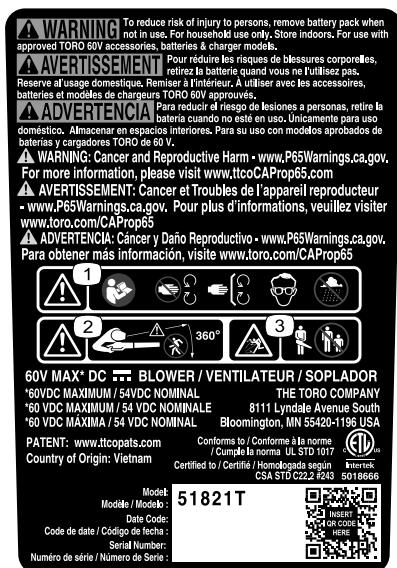 WARNING To reduce risk of injury to persons, remove battery pack when
not in use. For household use only. Store indoors. For use with
approved TORO 60V accessories, batteries & charger models.
AVERTISSEMENT Pour réduire les risques de blessures corporelles,
retirez la batterie quand vous ne l'utilisez pas.
Reserve al'usage domestique. Remiser à l'intérieur. À utiliser avec les accessoires,
batteries et modèles de chargeurs TORO 60V approuvés.
ADVERTENCIA Para reducir el riesgo de lesiones a personas, retire la
batería cuando no esté en uso. Únicamente para uso
doméstico. Almacenar en espacios interiores. Para su uso con modelos aprobados de
baterías y cargadores TORO de 60 V.
WARNING: Cancer and Reproductive Harm - www.P65Warnings.ca.gov.
For more information, please visit www.ttcoCAProp65.com
AVERTISSEMENT: Cancer et Troubles de l'appareil reproducteur
- www.P65Warnings.ca.gov. Pour plus d'informations, veuillez visiter
www.toro.com/CAProp65
ADVERTENCIA: Cáncer y Daño Reproductivo - www.P65Warnings.ca.gov.
Para obtener más información, visite www.toro.com/CAProp65
1
2
360°
3
60V MAX* DC BLOWER / VENTILATEUR / SOPLADOR
*60VDC MAXIMUM / 54VDC NOMINAL
*60 VDC MAXIMUM / 54 VDC NOMINALE
*60 VDC MÁXIMA / 54 VDC NOMINAL
THE TORO COMPANY
8111 Lyndale Avenue South
Bloomington, MN 55420-1196 USA
PATENT: www.ttcopats.com
Country of Origin: Vietnam
Conforms to / Conforme à la norme
/ Cumple la norma UL STD 1017
Certified to / Certifié / Homologada según
CSA STD C22.2 #243
C ETL US
Intertek
5018666
Model:
Modèle / Modelo :
51821T
Date Code:
Code de date / Código de fecha :
Serial Number:
Numéro de série / Número de Serie :
INSERT
QR CODE
HERE